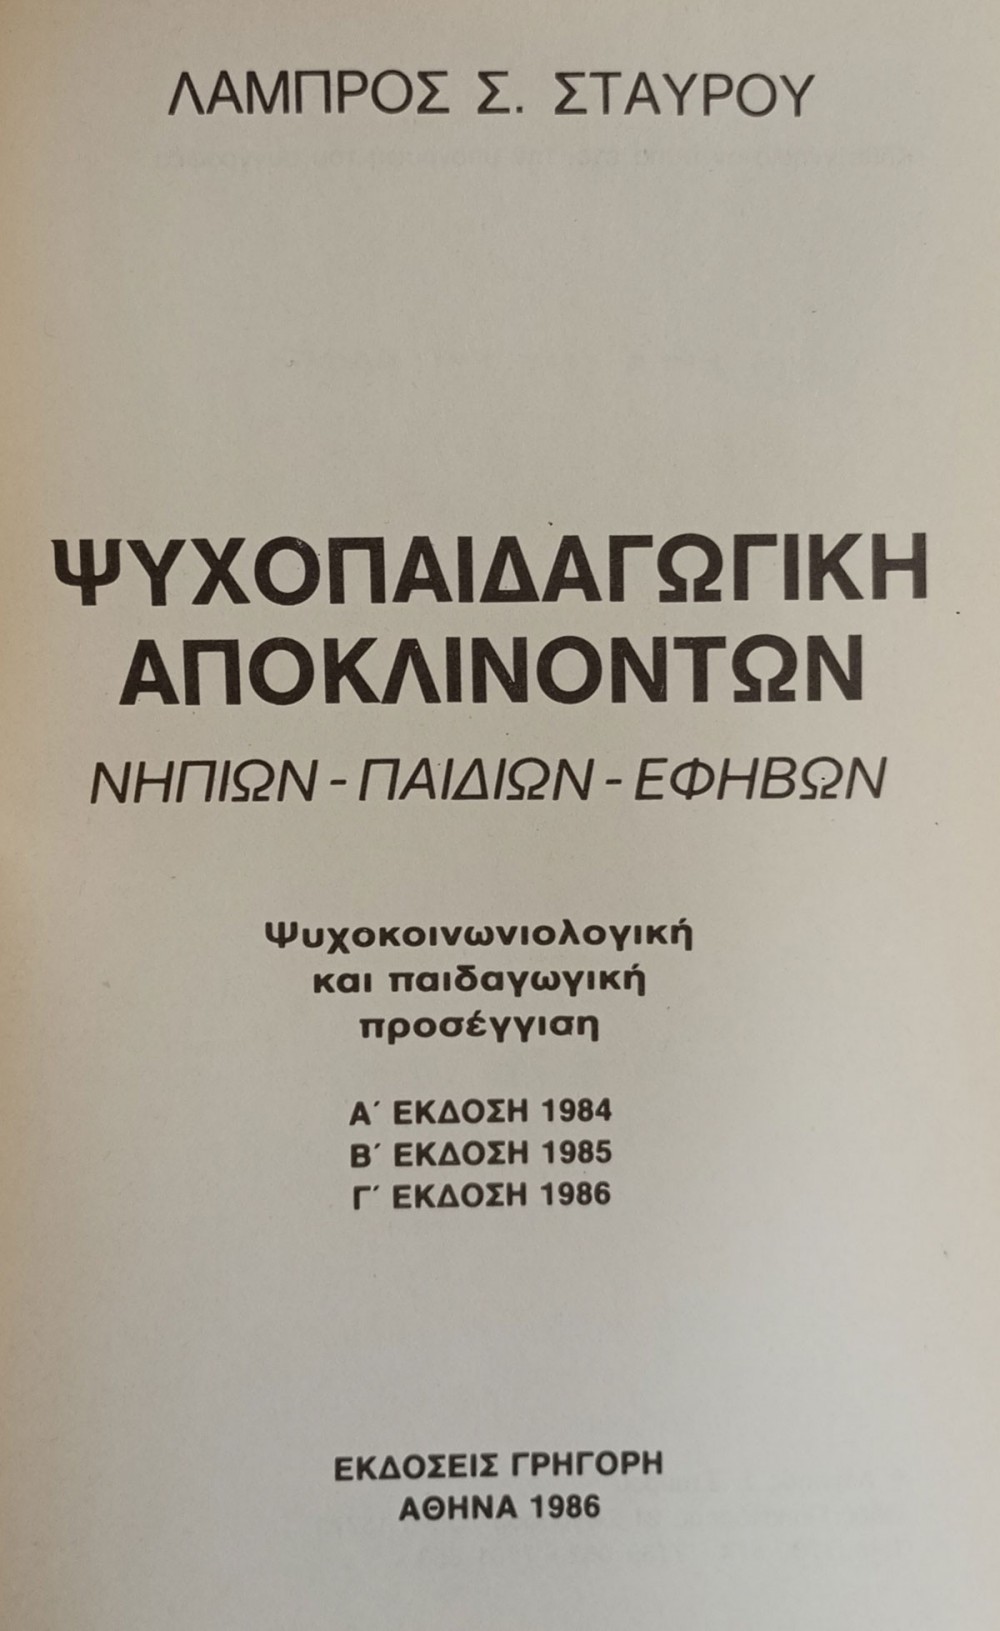 ΛΑΜΠΡΟΣ Σ. ΣΤΑΥΡΟΥ
ΨΥΧΟΠΑΙΔΑΓΩΓΙΚΗ
ΑΠΟΚΛΙΝΟΝΤΩΝ
ΝΗΠΙΩΝ - ΠΑΙΔΙΩΝ - ΕΦΗΒΩΝ
Ψυχοκοινωνιολογική
και παιδαγωγική
προσέγγιση
Α΄ ΕΚΔΟΣΗ 1984
Β΄ ΕΚΔΟΣΗ 1985
Γ΄ ΕΚΔΟΣΗ 1986
ΕΚΔΟΣΕΙΣ ΓΡΗΓΟΡΗ
ΑΘΗΝΑ 1986